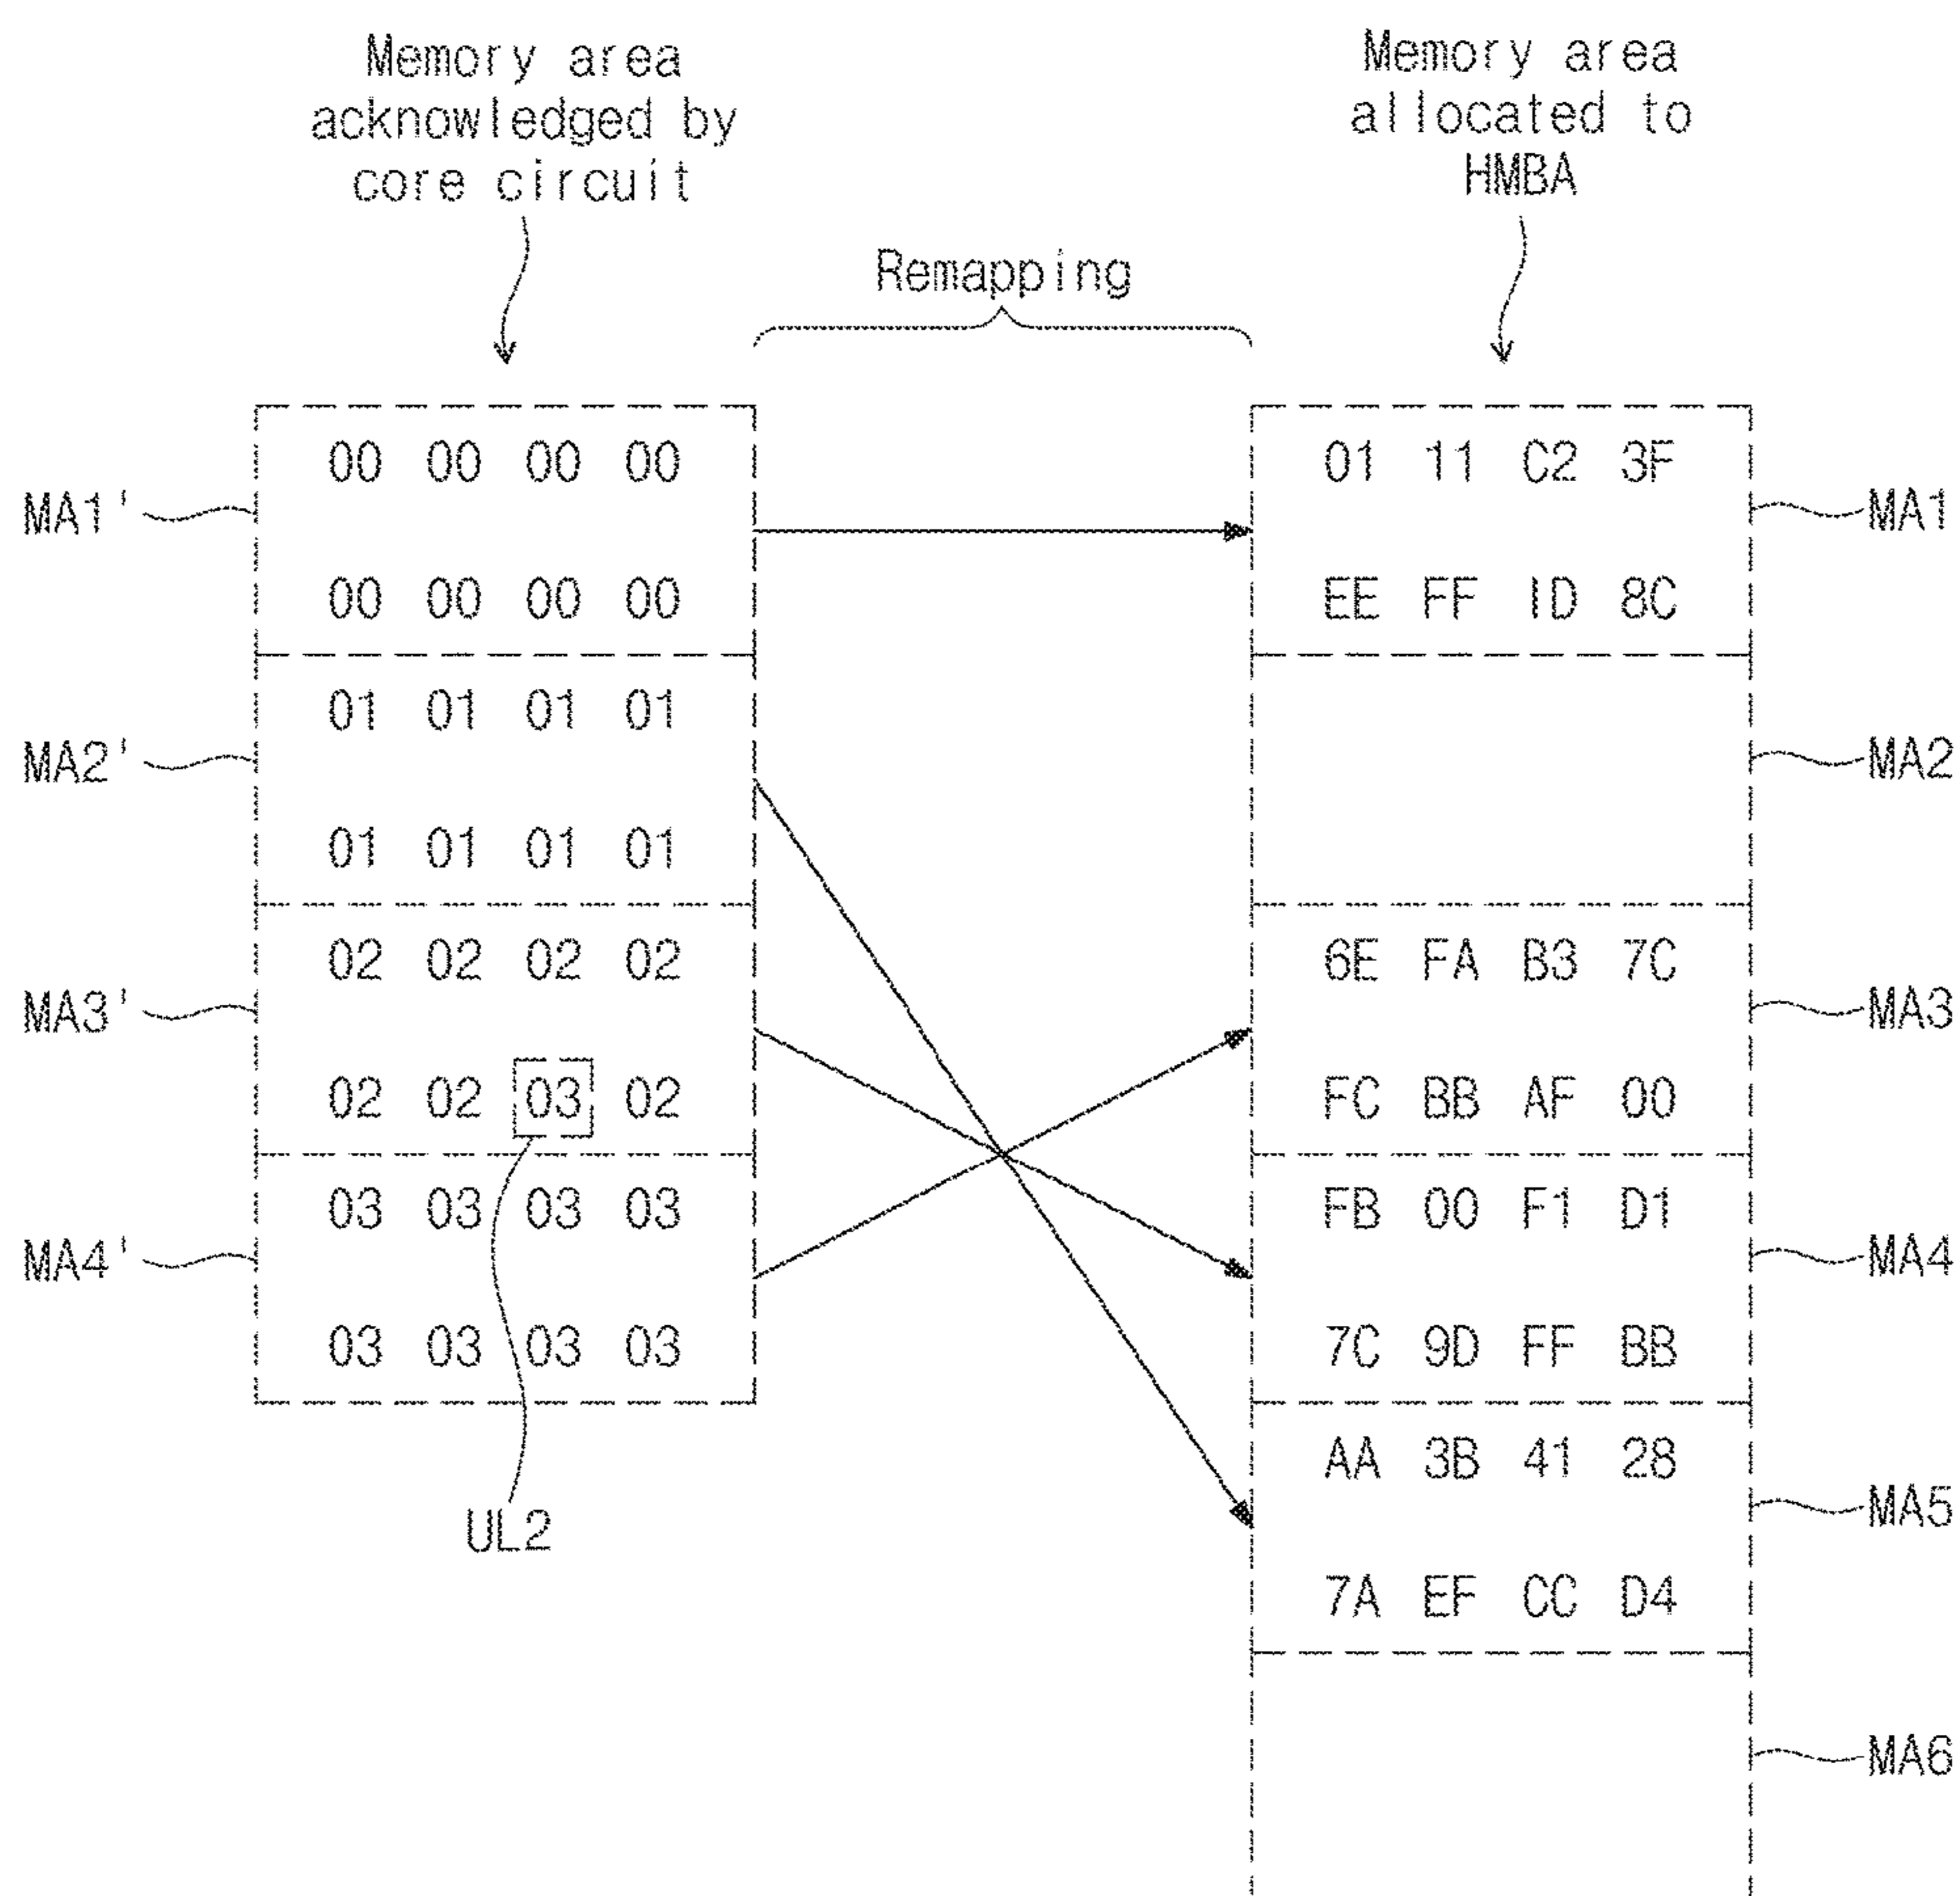 Memory area
acknowledged by
core circuit
Memory area
allocated to
HMBA
Remapping
MA1'
00 00 00 00
00 00 00 00
MA2'
01 01 01 01
01 01 01 01
MA3'
02 02 02 02
02 02 03 02
MA4'
03 03 03 03
03 03 03 03
UL2
01 11 C2 3F
EE FF 1D 8C
MA1
MA2
6E FA B3 7C
FC BB AF 00
MA3
FB 00 F1 D1
7C 9D FF BB
MA4
AA 3B 41 28
7A EF CC D4
MA5
MA6